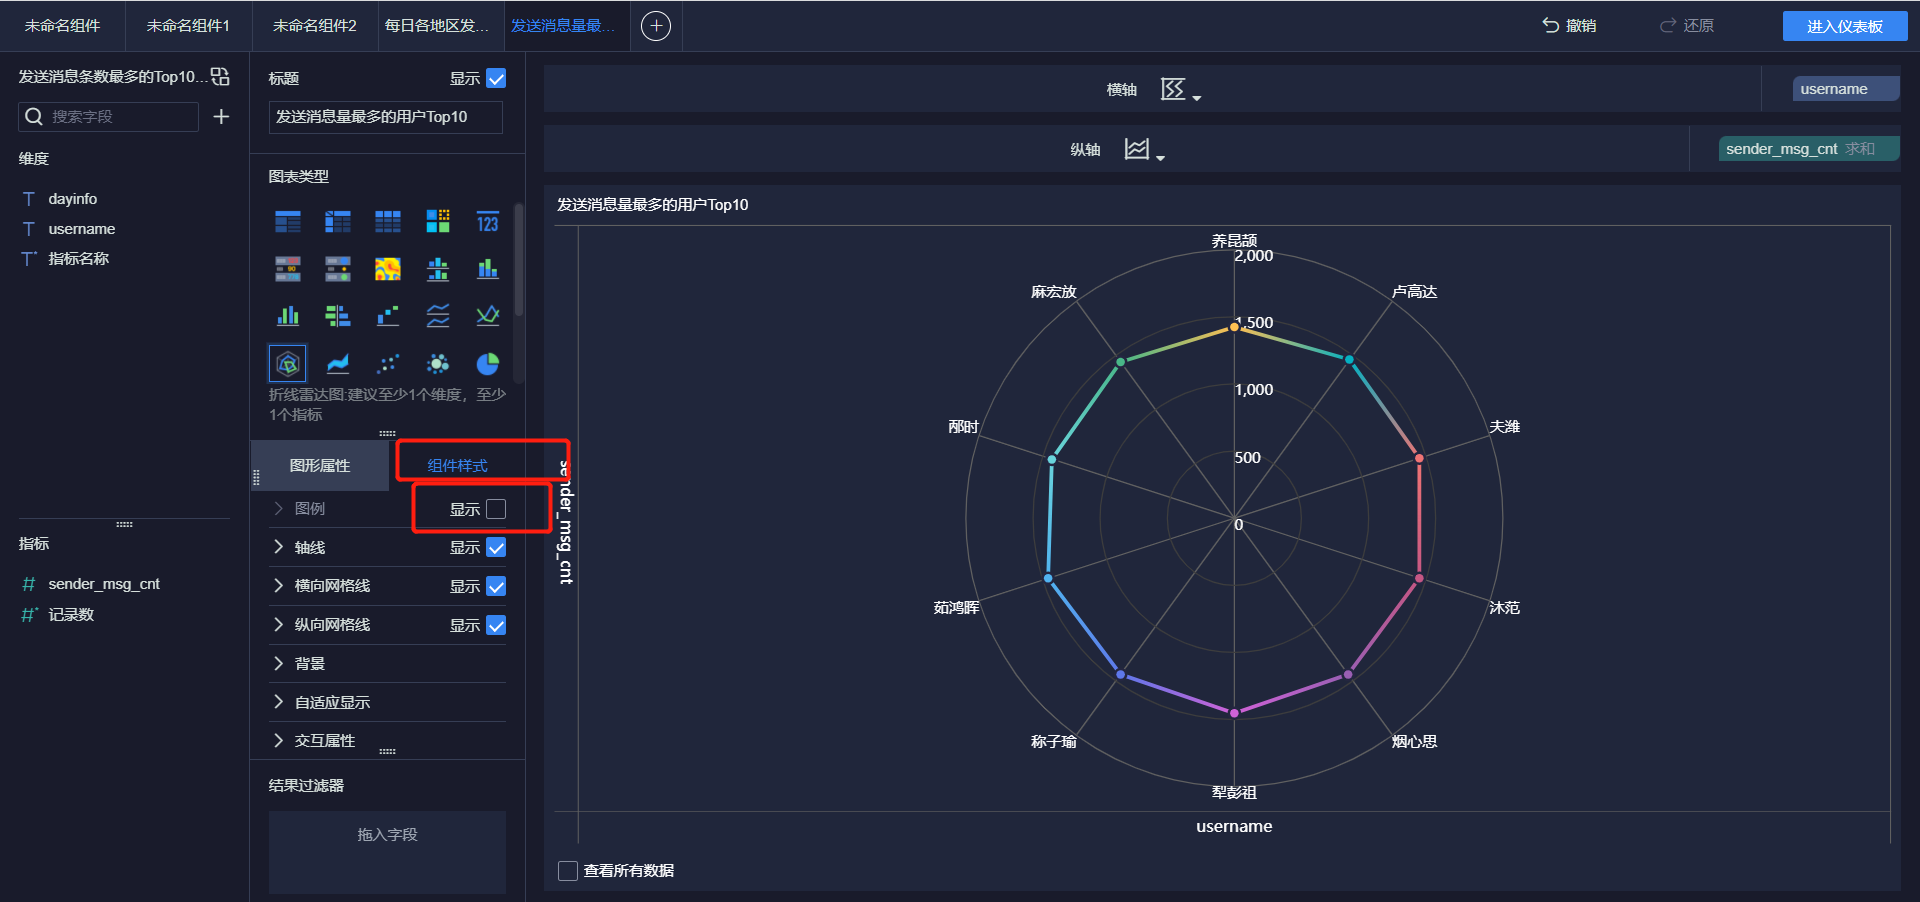 未命名组件
未命名组件1
未命名组件2
每日各地区发...
发送消息量最...
撤销
还原
进入仪表板
发送消息条数最多的Top10...
搜索字段
维度
T dayinfo
T username
T* 指标名称
指标
# sender_msg_cnt
#* 记录数
标题
显示
发送消息量最多的用户Top10
图表类型
123
90
折线雷达图:建议至少1个维度，至少
1个指标
图形属性
组件样式
图例
显示
轴线
显示
横向网格线
显示
纵向网格线
显示
背景
自适应显示
交互属性
结果过滤器
拖入字段
横轴
username
纵轴
sender_msg_cnt 求和
发送消息量最多的用户Top10
养昆颉
2,000
卢高达
麻宏放
1,500
1,000
夫潍
邴时
500
0
sender_msg_cnt
茹鸿晖
沐范
称子瑜
烟心思
犁彭祖
username
查看所有数据